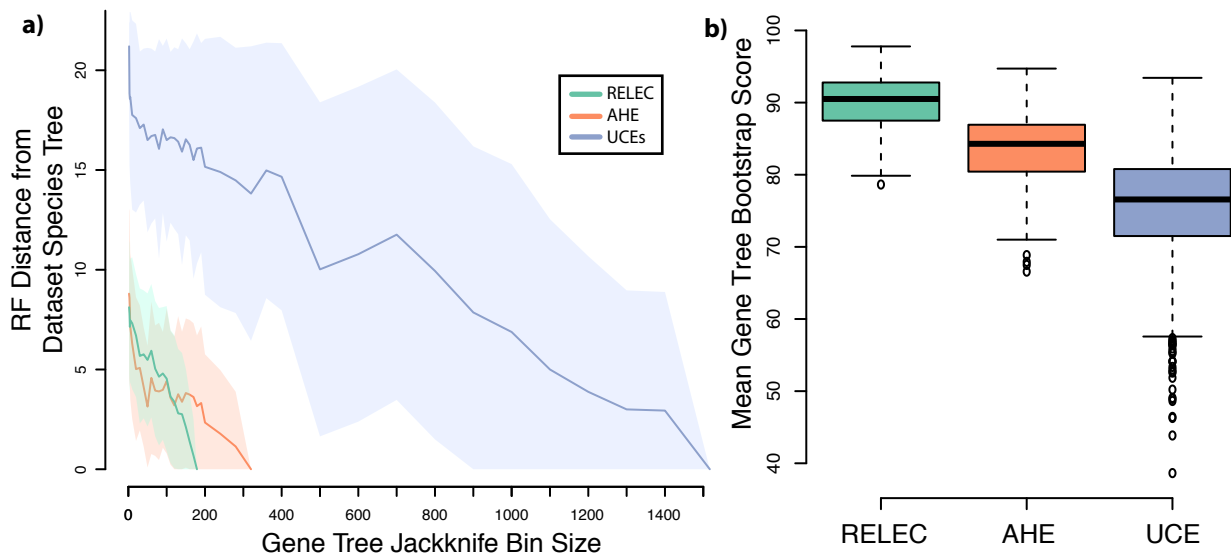 a)
RF Distance from
Dataset Species Tree
20
15
10
5
0
RELEC
AHE
UCEs
0 200 400 600 800 1000 1200 1400
Gene Tree Jackknife Bin Size
b)
Mean Gene Tree Bootstrap Score
100
90
80
70
60
50
40
RELEC AHE UCE